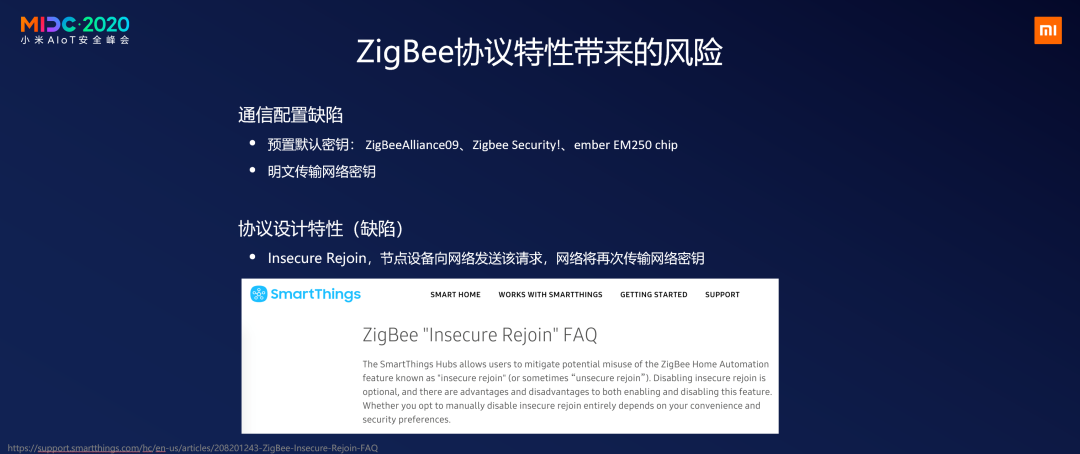 MIDC·2020
小米AIoT安全峰会
mi
ZigBee协议特性带来的风险
通信配置缺陷
• 预置默认密钥： ZigBeeAlliance09、Zigbee Security!、ember EM250 chip
• 明文传输网络密钥
协议设计特性（缺陷）
• Insecure Rejoin，节点设备向网络发送该请求，网络将再次传输网络密钥
SmartThings
SMART HOME WORKS WITH SMARTTHINGS GETTING STARTED SUPPORT
ZigBee "Insecure Rejoin" FAQ
The SmartThings Hubs allows users to mitigate potential misuse of the ZigBee Home Automation
feature known as "insecure rejoin" (or sometimes “unsecure rejoin”). Disabling insecure rejoin is
optional, and there are advantages and disadvantages to both enabling and disabling this feature.
Whether you opt to manually disable insecure rejoin entirely depends on your convenience and
security preferences.
https://support.smartthings.com/hc/en-us/articles/208201243-ZigBee-Insecure-Rejoin-FAQ